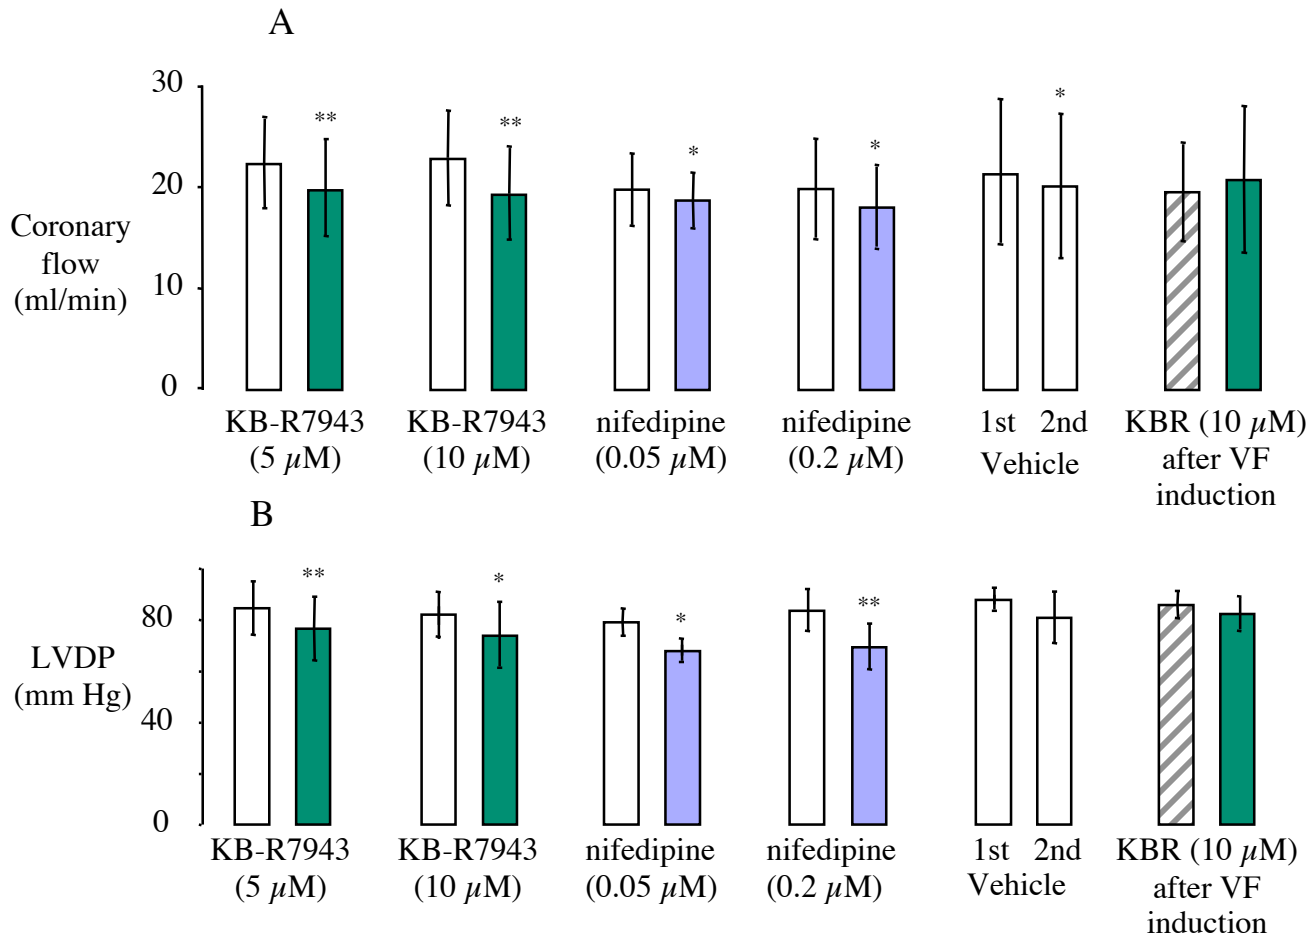 A
30
20
10
0
Coronary
flow
(ml/min)
** ** * * *
KB-R7943 KB-R7943 nifedipine nifedipine 1st 2nd KBR (10 µM)
(5 µM) (10 µM) (0.05 µM) (0.2 µM) Vehicle after VF
induction
B
80
40
0
LVDP
(mm Hg)
** * * **
KB-R7943 KB-R7943 nifedipine nifedipine 1st 2nd KBR (10 µM)
(5 µM) (10 µM) (0.05 µM) (0.2 µM) Vehicle after VF
induction